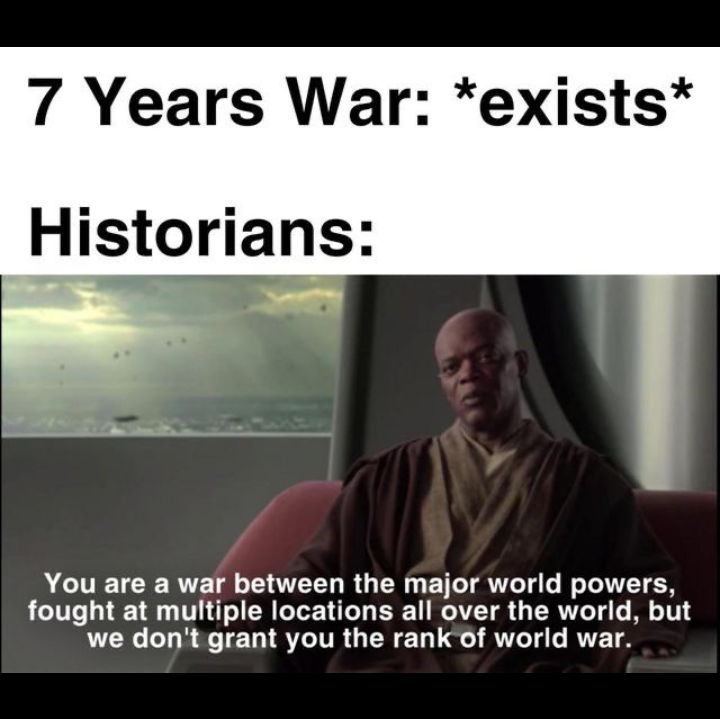 7 Years War: *exists*
Historians:
You are a war between the major world powers,
fought at multiple locations all over the world, but
we don't grant you the rank of world war.